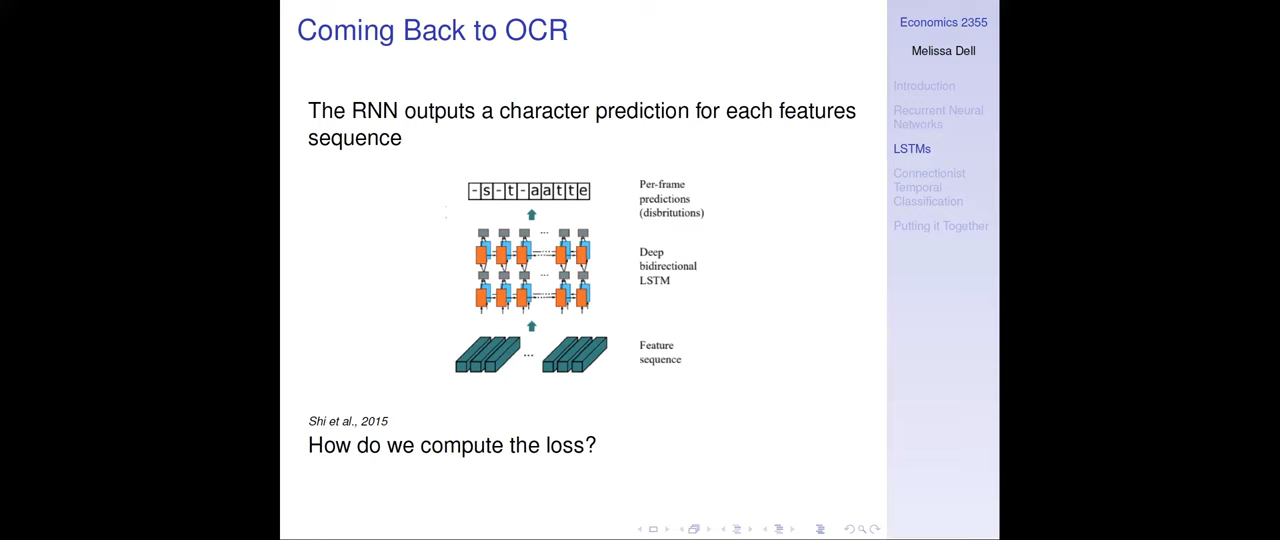 Coming Back to OCR
The RNN outputs a character prediction for each features
sequence
-s-t-aatte
Per-frame
predictions
(disbritutions)
...
Deep
bidirectional
LSTM
...
...
Feature
sequence
Shi et al., 2015
How do we compute the loss?
Economics 2355
Melissa Dell
Introduction
Recurrent Neural
Networks
LSTMs
Connectionist
Temporal
Classification
Putting it Together